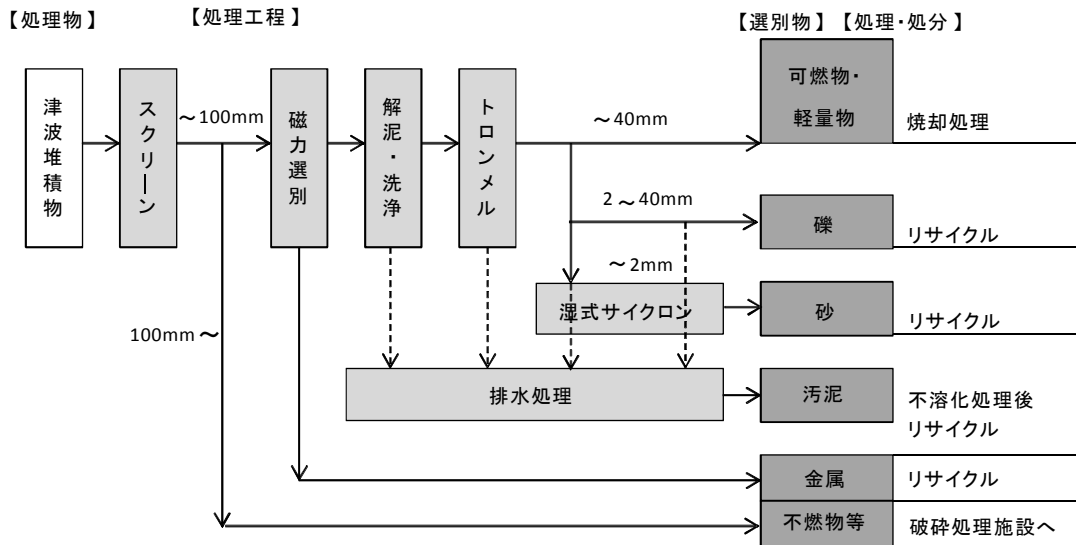 【処理物】
【処理工程】
【選別物】【処理・処分】
津波堆積物
スクリーン
～100mm
磁力選別
解泥・洗浄
トロンメル
～40mm
可燃物・
軽量物
焼却処理
2～40mm
礫
リサイクル
～2mm
湿式サイクロン
砂
リサイクル
100mm～
排水処理
汚泥
不溶化処理後
リサイクル
金属
リサイクル
不燃物等
破砕処理施設へ